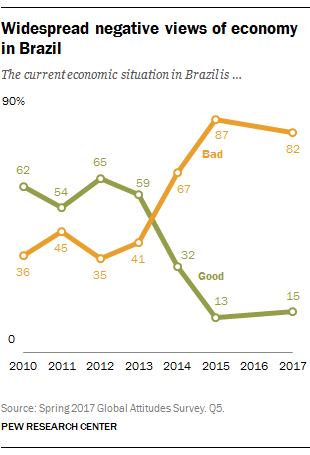 Widespread negative views of economy
in Brazil
The current economic situation in Brazil is ...
90%
87
82
Bad
62
65
67
54
59
45
41
36
35
32
Good
13
15
0
2010 2011 2012 2013 2014 2015 2016 2017
Source: Spring 2017 Global Attitudes Survey. Q5.
PEW RESEARCH CENTER